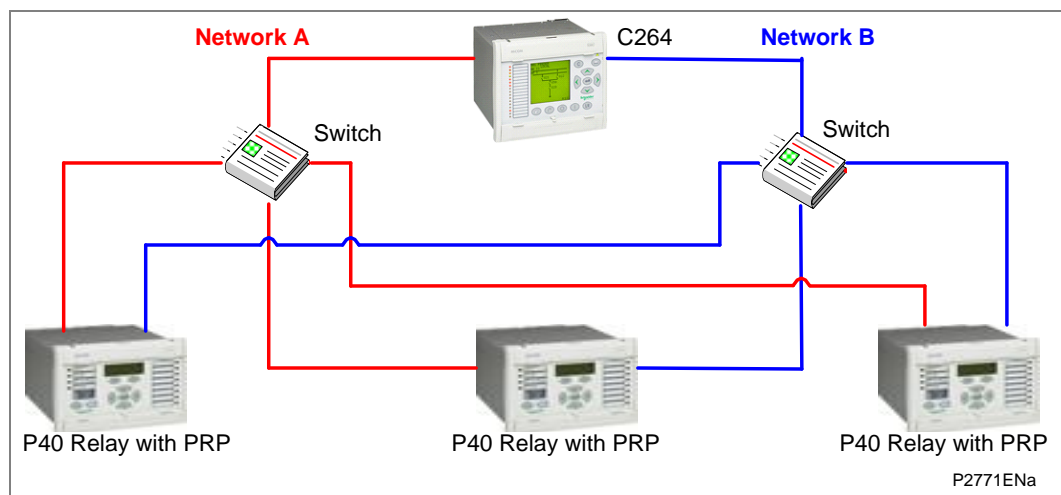 Network A
C264
Network B
Switch
Switch
P40 Relay with PRP
P40 Relay with PRP
P40 Relay with PRP
P2771ENa